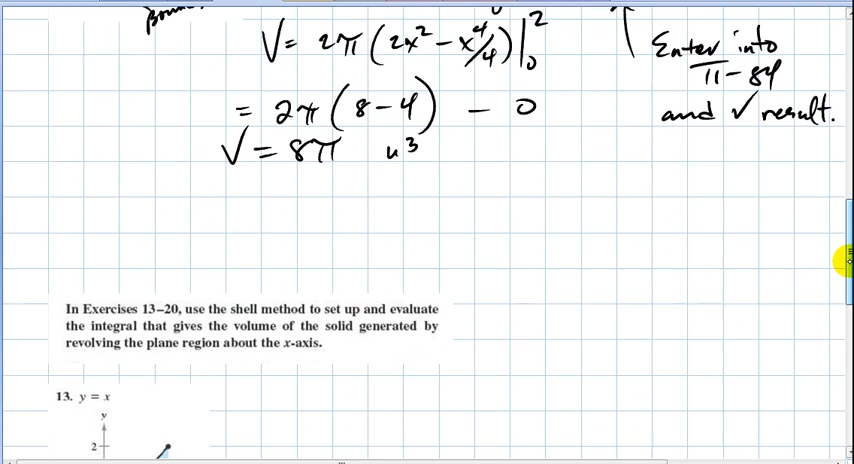 V = 2π(2x² - x⁴/4)|₀²
Enter into
TI-84
and ✓ result.
= 2π(8-4) - 0
V = 8π u³
In Exercises 13–20, use the shell method to set up and evaluate
the integral that gives the volume of the solid generated by
revolving the plane region about the x-axis.
13. y = x
y
2